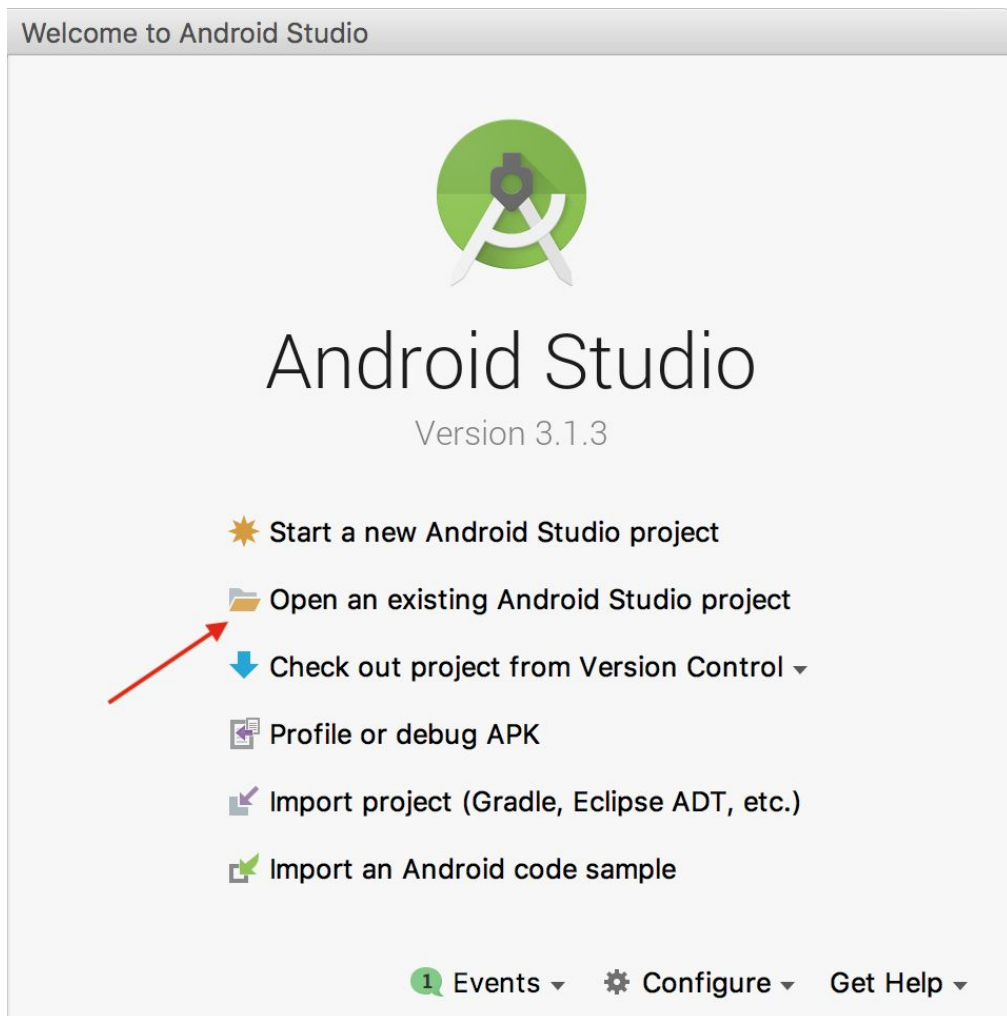 Welcome to Android Studio
Android Studio
Version 3.1.3
Start a new Android Studio project
Open an existing Android Studio project
Check out project from Version Control
Profile or debug APK
Import project (Gradle, Eclipse ADT, etc.)
Import an Android code sample
1 Events Configure Get Help